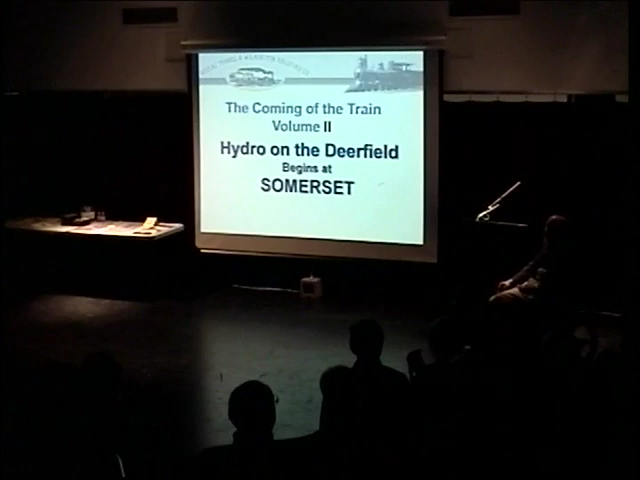 The Coming of the Train
Volume II
Hydro on the Deerfield
Begins at
SOMERSET